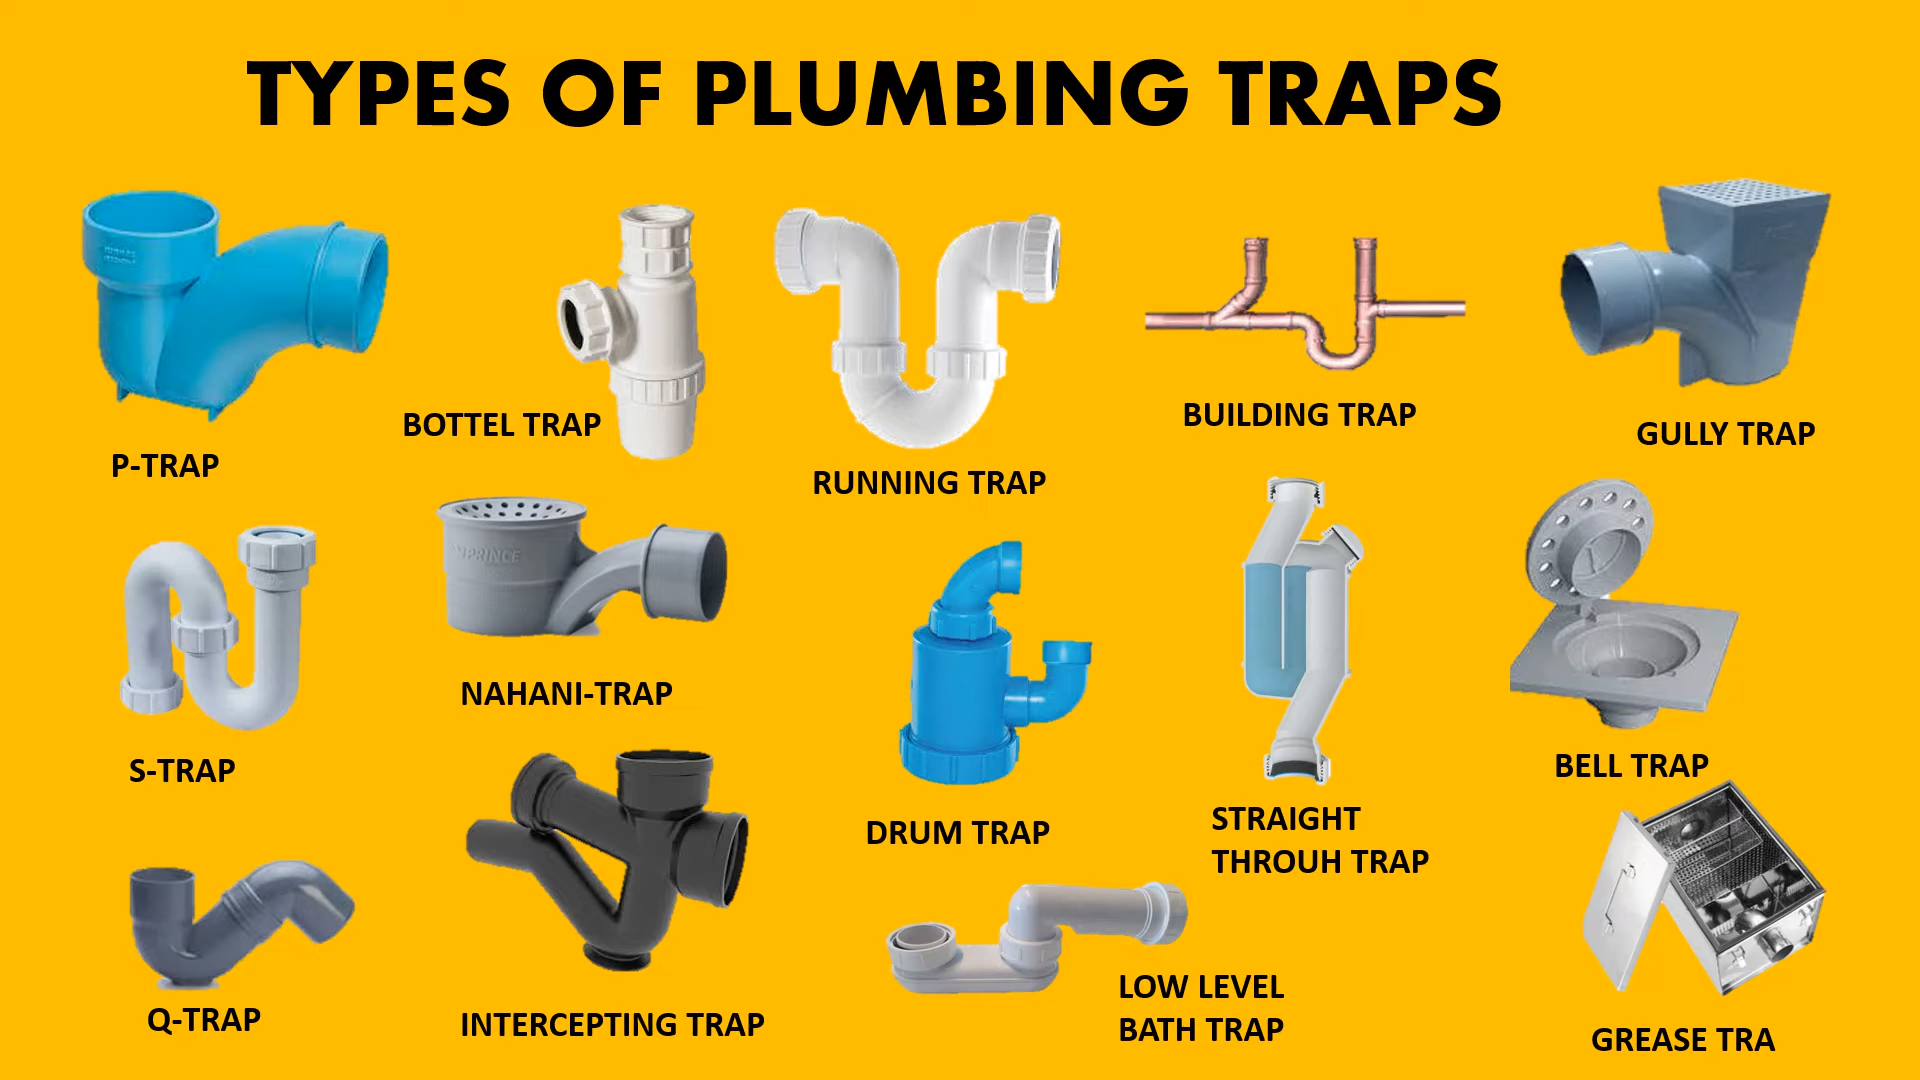 TYPES OF PLUMBING TRAPS
P-TRAP
BOTTEL TRAP
RUNNING TRAP
BUILDING TRAP
GULLY TRAP
S-TRAP
PRINCE
NAHANI-TRAP
DRUM TRAP
STRAIGHT
THROUH TRAP
BELL TRAP
Q-TRAP
INTERCEPTING TRAP
LOW LEVEL
BATH TRAP
GREASE TRA